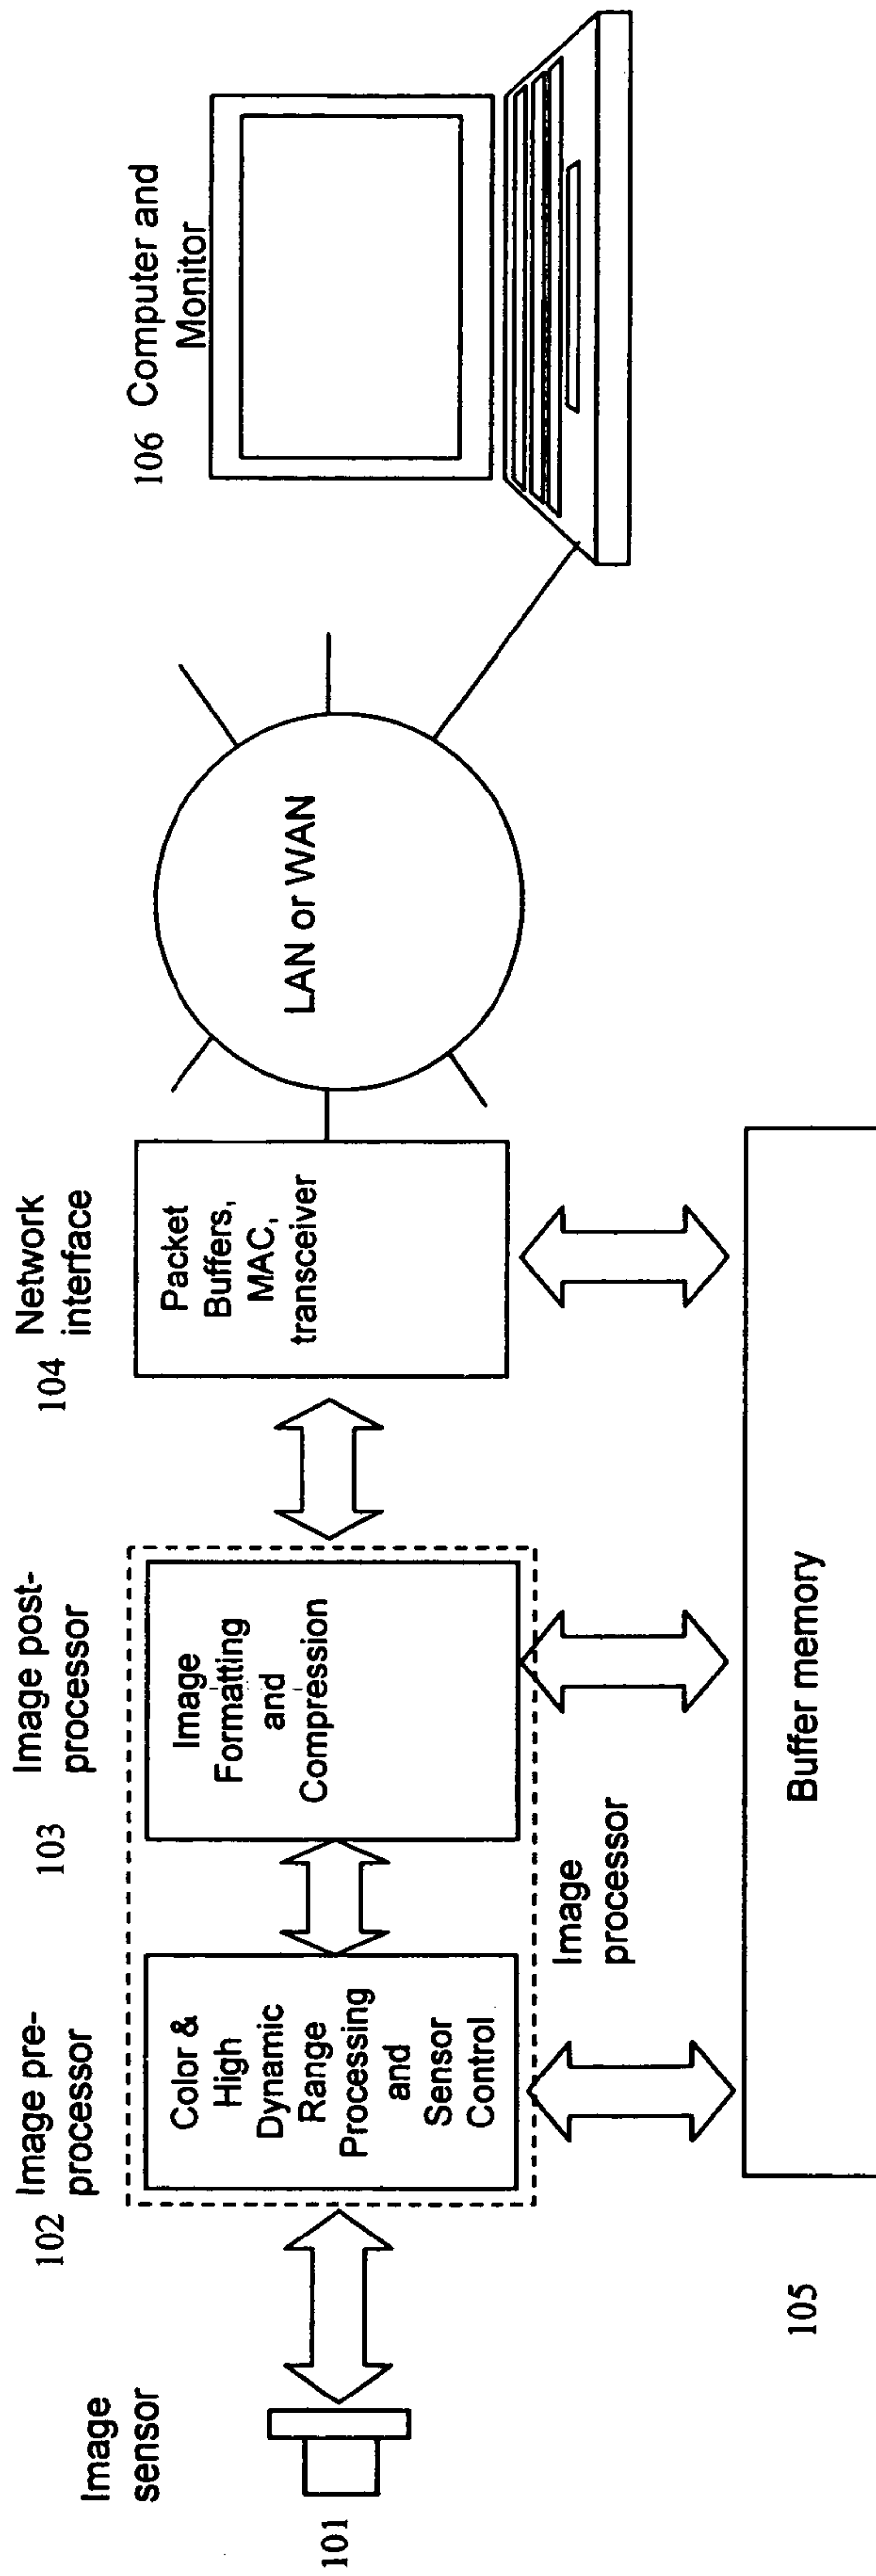 Image
sensor
101
102 Image pre-
processor
Color &
High
Dynamic
Range
Processing
and
Sensor
Control
103 Image post-
processor
Image
Formatting
and
Compression
Image
processor
104 Network
interface
Packet
Buffers,
MAC,
transceiver
LAN or WAN
106 Computer and
Monitor
105
Buffer memory